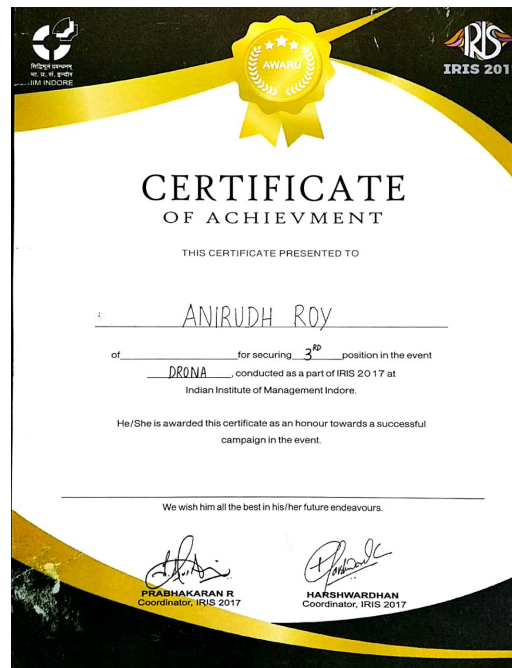 सिद्धिमूलं प्रबन्धनम्
भा. प्र. सं. इन्दौर
IIM INDORE
AWARD
IRIS
IRIS 201
CERTIFICATE
OF ACHIEVMENT
THIS CERTIFICATE PRESENTED TO
ANIRUDH ROY
of for securing 3RD position in the event
DRONA, conducted as a part of IRIS 2017 at
Indian Institute of Management Indore.
He/She is awarded this certificate as an honour towards a successful
campaign in the event.
We wish him all the best in his/her future endeavours.
PRABHAKARAN R
Coordinator, IRIS 2017
HARSHWARDHAN
Coordinator, IRIS 2017